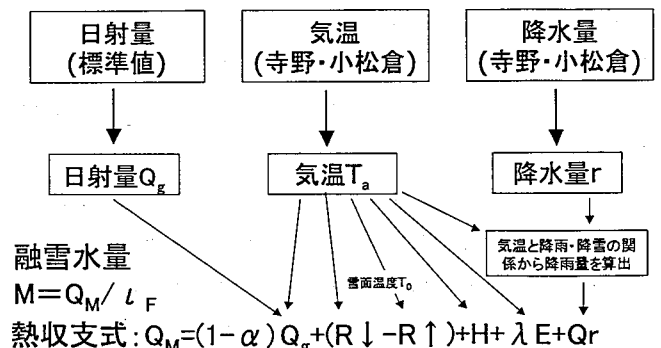 日射量
(標準値)
気温
(寺野・小松倉)
降水量
(寺野・小松倉)
日射量Qg
気温Ta
降水量r
気温と降雨・降雪の関
係から降雨量を算出
雪面温度T0
融雪水量
M=QM/ιF
熱収支式:QM=(1-α)Qg+(R↓-R↑)+H+λE+Qr